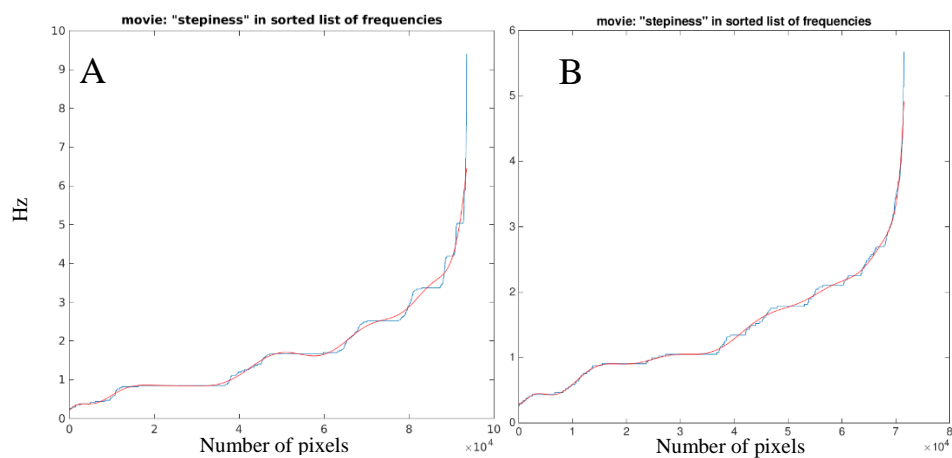 movie: "stepiness" in sorted list of frequencies
A
Hz
10
9
8
7
6
5
4
3
2
1
0
0 2 4 6 8 10
Number of pixels
×10⁴
movie: "stepiness" in sorted list of frequencies
B
6
5
4
3
2
1
0
0 1 2 3 4 5 6 7 8
Number of pixels
×10⁴